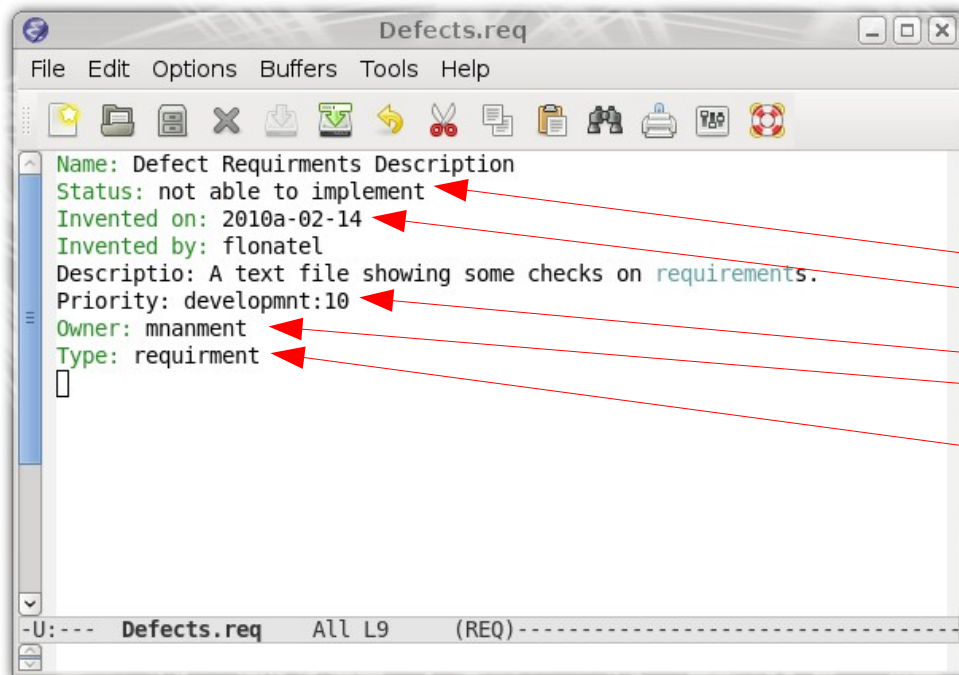 Defects.req
File Edit Options Buffers Tools Help
Name: Defect Requirments Description
Status: not able to implement
Invented on: 2010a-02-14
Invented by: flonatel
Descriptio: A text file showing some checks on requirements.
Priority: developmnt:10
Owner: mnanment
Type: requirment
-U:--- Defects.req All L9 (REQ)-----------------------------------